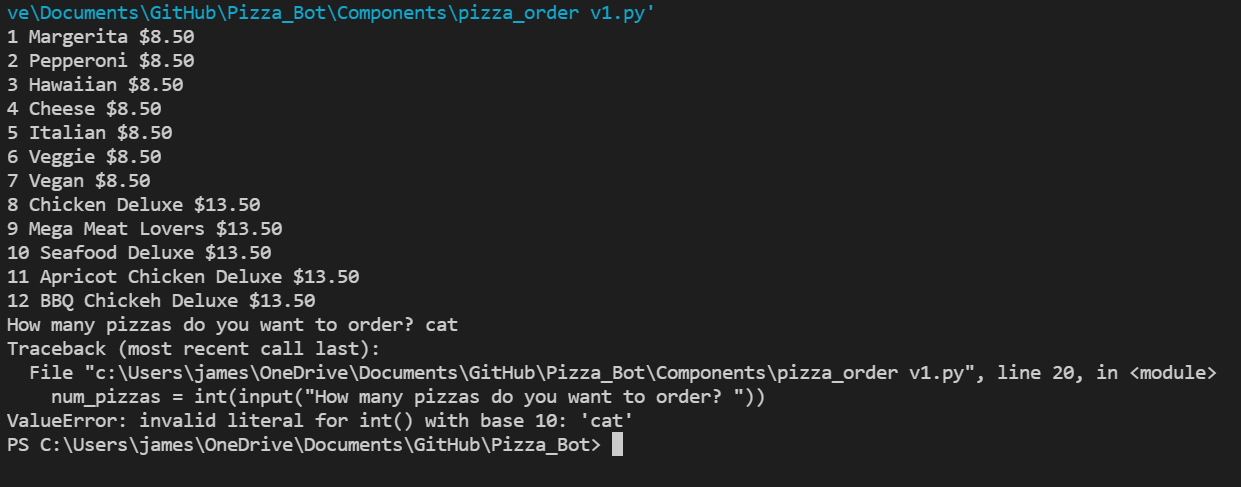 ve\Documents\GitHub\Pizza_Bot\Components\pizza_order v1.py'
1 Margerita $8.50
2 Pepperoni $8.50
3 Hawaiian $8.50
4 Cheese $8.50
5 Italian $8.50
6 Veggie $8.50
7 Vegan $8.50
8 Chicken Deluxe $13.50
9 Mega Meat Lovers $13.50
10 Seafood Deluxe $13.50
11 Apricot Chicken Deluxe $13.50
12 BBQ Chickeh Deluxe $13.50
How many pizzas do you want to order? cat
Traceback (most recent call last):
  File "c:\Users\james\OneDrive\Documents\GitHub\Pizza_Bot\Components\pizza_order v1.py", line 20, in <module>
    num_pizzas = int(input("How many pizzas do you want to order? "))
ValueError: invalid literal for int() with base 10: 'cat'
PS C:\Users\james\OneDrive\Documents\GitHub\Pizza_Bot>